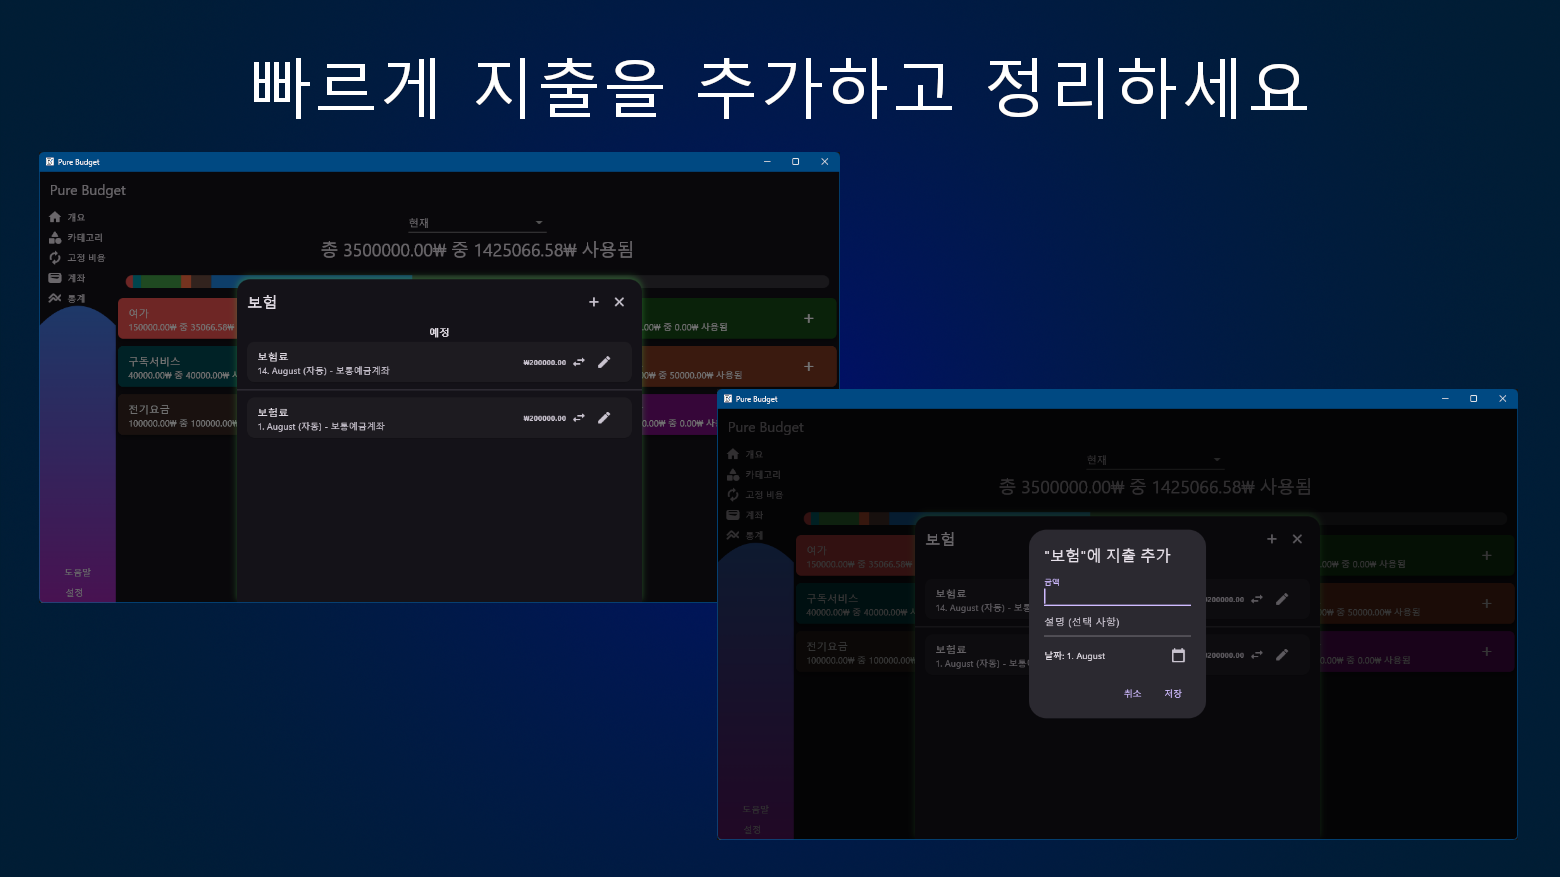 빠르게 지출을 추가하고 정리하세요
Pure Budget
Pure Budget
개요
카테고리
고정 비용
계좌
통계
도움말
설정
현재
총 3500000.00₩ 중 1425066.58₩ 사용됨
여가
150000.00₩ 중 35066.58₩
구독서비스
40000.00₩ 중 40000.00₩
전기요금
100000.00₩ 중 100000.00₩
.00₩ 중 0.00₩ 사용됨
00₩ 중 50000.00₩ 사용됨
0.00₩ 중 0.00₩ 사
보험
예정
보험료
14. August (자동) - 보통예금계좌
₩200000.00
보험료
1. August (자동) - 보통예금계좌
₩200000.00
Pure Budget
Pure Budget
개요
카테고리
고정 비용
계좌
통계
도움말
설정
현재
총 3500000.00₩ 중 1425066.58₩ 사용됨
여가
150000.00₩ 중 35066.58₩
구독서비스
40000.00₩ 중 40000.00₩
전기요금
100000.00₩ 중 100000.00₩
.00₩ 중 0.00₩ 사용됨
00₩ 중 50000.00₩ 사용됨
0.00₩ 중 0.00₩ 사용됨
보험
보험료
14. August (자동) - 보통
200000.00
보험료
1. August (자동) - 보통
200000.00
"보험"에 지출 추가
금액
설명 (선택 사항)
날짜: 1. August
취소
저장